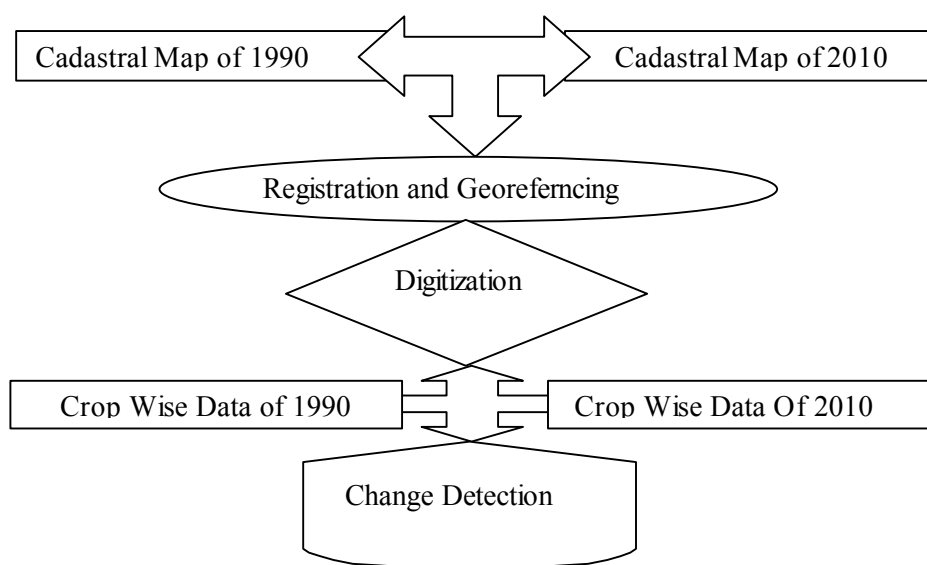 Cadastral Map of 1990
Cadastral Map of 2010
Registration and Georeferncing
Digitization
Crop Wise Data of 1990
Crop Wise Data Of 2010
Change Detection